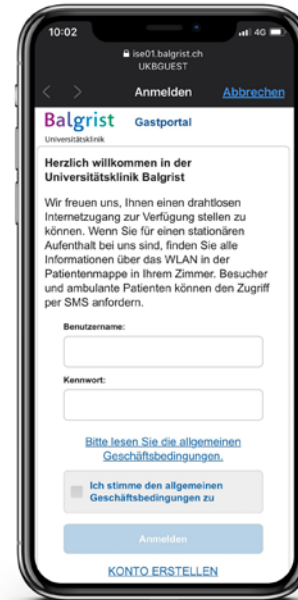 10:02
4G
ise01.balgrist.ch
UKBGUEST
Anmelden Abbrechen
Balgrist Gastportal
Universitätsklinik
Herzlich willkommen in der
Universitätsklinik Balgrist
Wir freuen uns, Ihnen einen drahtlosen
Internetzugang zur Verfügung stellen zu
können. Wenn Sie für einen stationären
Aufenthalt bei uns sind, finden Sie alle
Informationen über das WLAN in der
Patientenmappe in Ihrem Zimmer. Besucher
und ambulante Patienten können den Zugriff
per SMS anfordern.
Benutzername:
Kennwort:
Bitte lesen Sie die allgemeinen
Geschäftsbedingungen.
Ich stimme den allgemeinen
Geschäftsbedingungen zu
Anmelden
KONTO ERSTELLEN